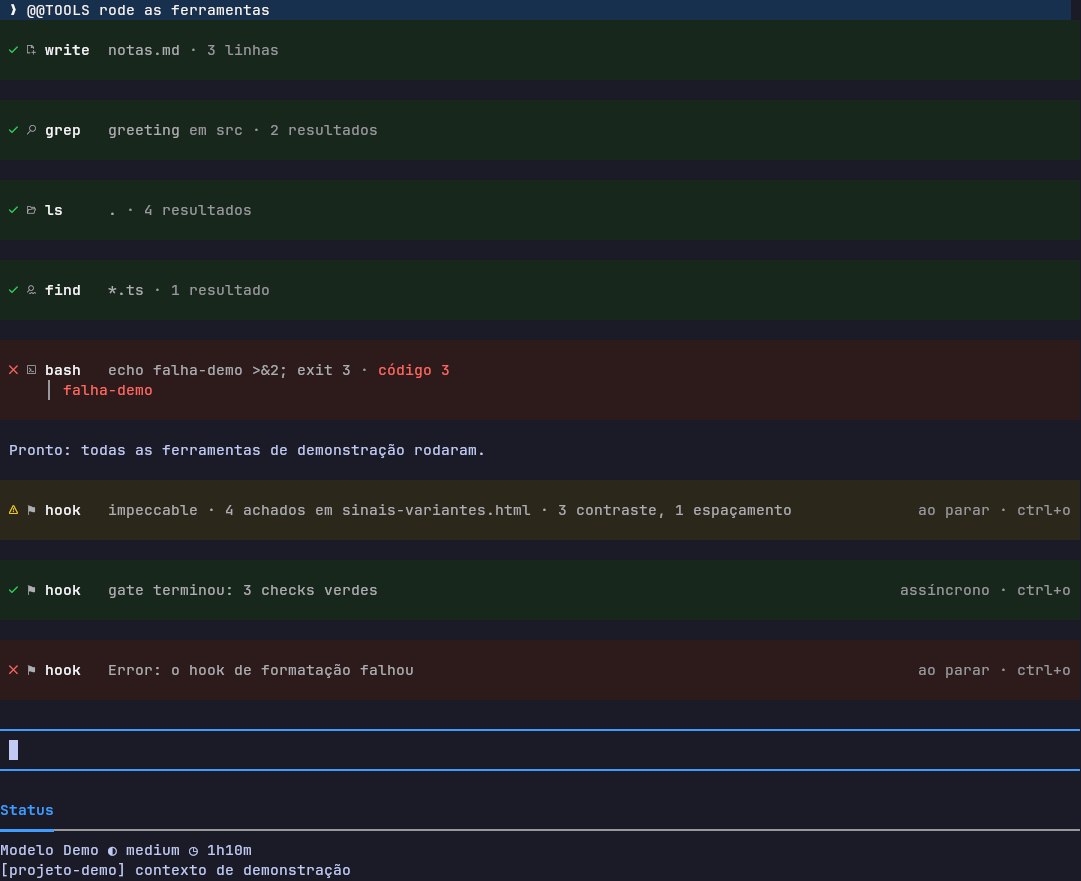 ❫ @@TOOLS rode as ferramentas
✓ write notas.md · 3 linhas
✓ grep greeting em src · 2 resultados
✓ ls . · 4 resultados
✓ find *.ts · 1 resultado
✕ bash echo falha-demo >&2; exit 3 · código 3
falha-demo
Pronto: todas as ferramentas de demonstração rodaram.
⚠ ⚑ hook impeccable · 4 achados em sinais-variantes.html · 3 contraste, 1 espaçamento ao parar · ctrl+o
✓ ⚑ hook gate terminou: 3 checks verdes assíncrono · ctrl+o
✕ ⚑ hook Error: o hook de formatação falhou ao parar · ctrl+o
Status
Modelo Demo ◐ medium ◷ 1h10m
[projeto-demo] contexto de demonstração